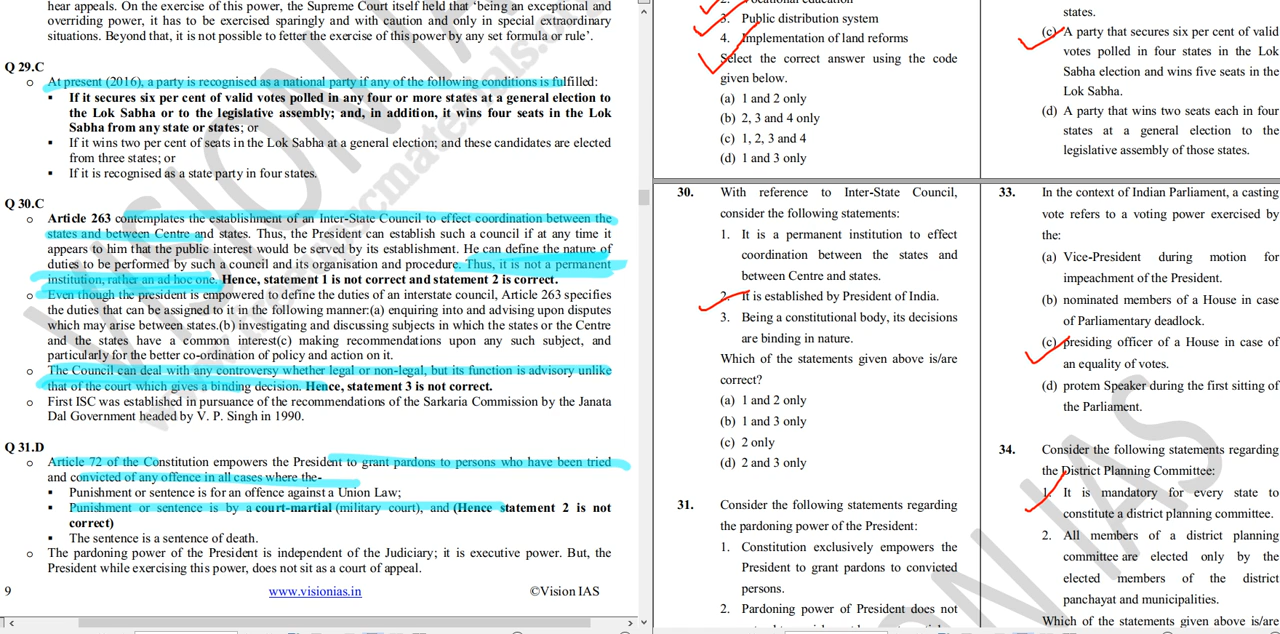 hear appeals. On the exercise of this power, the Supreme Court itself held that 'being an exceptional and
overriding power, it has to be exercised sparingly and with caution and only in special extraordinary
situations. Beyond that, it is not possible to fetter the exercise of this power by any set formula or rule'.
Q 29.C
o At present (2016), a party is recognised as a national party if any of the following conditions is fulfilled:
▪ If it secures six per cent of valid votes polled in any four or more states at a general election to
the Lok Sabha or to the legislative assembly; and, in addition, it wins four seats in the Lok
Sabha from any state or states; or
▪ If it wins two per cent of seats in the Lok Sabha at a general election; and these candidates are elected
from three states; or
▪ If it is recognised as a state party in four states.
Q 30.C
o Article 263 contemplates the establishment of an Inter-State Council to effect coordination between the
states and between Centre and states. Thus, the President can establish such a council if at any time it
appears to him that the public interest would be served by its establishment. He can define the nature of
duties to be performed by such a council and its organisation and procedure. Thus, it is not a permanent
institution, rather an ad hoc one. Hence, statement 1 is not correct and statement 2 is correct.
o Even though the president is empowered to define the duties of an interstate council, Article 263 specifies
the duties that can be assigned to it in the following manner:(a) enquiring into and advising upon disputes
which may arise between states.(b) investigating and discussing subjects in which the states or the Centre
and the states have a common interest(c) making recommendations upon any such subject, and
particularly for the better co-ordination of policy and action on it.
o The Council can deal with any controversy whether legal or non-legal, but its function is advisory unlike
that of the court which gives a binding decision. Hence, statement 3 is not correct.
o First ISC was established in pursuance of the recommendations of the Sarkaria Commission by the Janata
Dal Government headed by V. P. Singh in 1990.
Q 31.D
o Article 72 of the Constitution empowers the President to grant pardons to persons who have been tried
and convicted of any offence in all cases where the-
▪ Punishment or sentence is for an offence against a Union Law;
▪ Punishment or sentence is by a court-martial (military court), and (Hence statement 2 is not
correct)
▪ The sentence is a sentence of death.
o The pardoning power of the President is independent of the Judiciary; it is executive power. But, the
President while exercising this power, does not sit as a court of appeal.
9 www.visionias.in ©Vision IAS
3. Public distribution system
4. Implementation of land reforms
Select the correct answer using the code
given below.
(a) 1 and 2 only
(b) 2, 3 and 4 only
(c) 1, 2, 3 and 4
(d) 1 and 3 only
30. With reference to Inter-State Council,
consider the following statements:
1. It is a permanent institution to effect
coordination between the states and
between Centre and states.
2. It is established by President of India.
3. Being a constitutional body, its decisions
are binding in nature.
Which of the statements given above is/are
correct?
(a) 1 and 2 only
(b) 1 and 3 only
(c) 2 only
(d) 2 and 3 only
31. Consider the following statements regarding
the pardoning power of the President:
1. Constitution exclusively empowers the
President to grant pardons to convicted
persons.
2. Pardoning power of President does not
states.
(c) A party that secures six per cent of valid
votes polled in four states in the Lok
Sabha election and wins five seats in the
Lok Sabha.
(d) A party that wins two seats each in four
states at a general election to the
legislative assembly of those states.
33. In the context of Indian Parliament, a casting
vote refers to a voting power exercised by
the:
(a) Vice-President during motion for
impeachment of the President.
(b) nominated members of a House in case
of Parliamentary deadlock.
(c) presiding officer of a House in case of
an equality of votes.
(d) protem Speaker during the first sitting of
the Parliament.
34. Consider the following statements regarding
the District Planning Committee:
1. It is mandatory for every state to
constitute a district planning committee.
2. All members of a district planning
committee are elected only by the
elected members of the district
panchayat and municipalities.
Which of the statements given above is/are